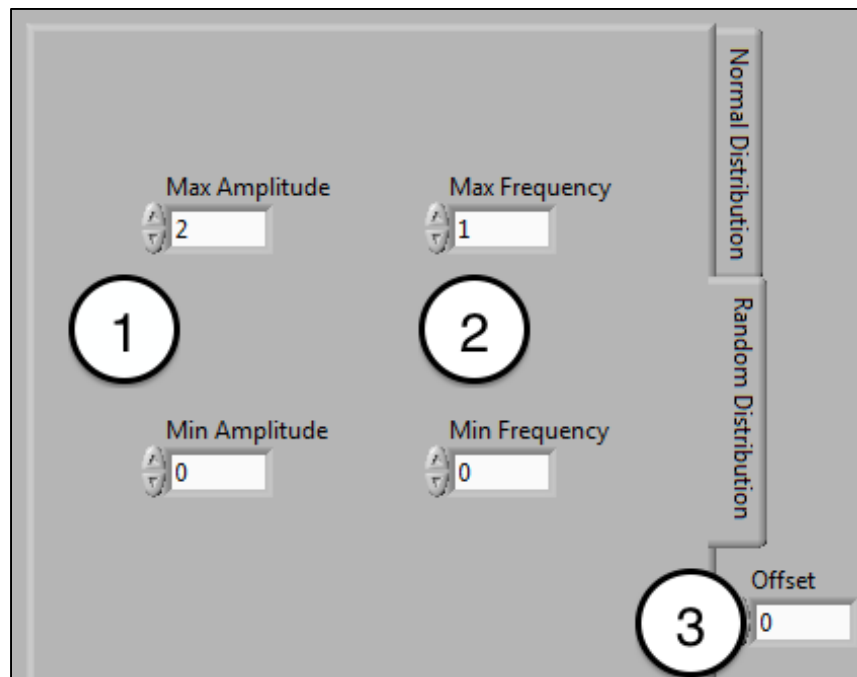 Normal Distribution
Max Amplitude
Max Frequency
2
1
1
2
Random Distribution
Min Amplitude
Min Frequency
0
0
Offset
3
0